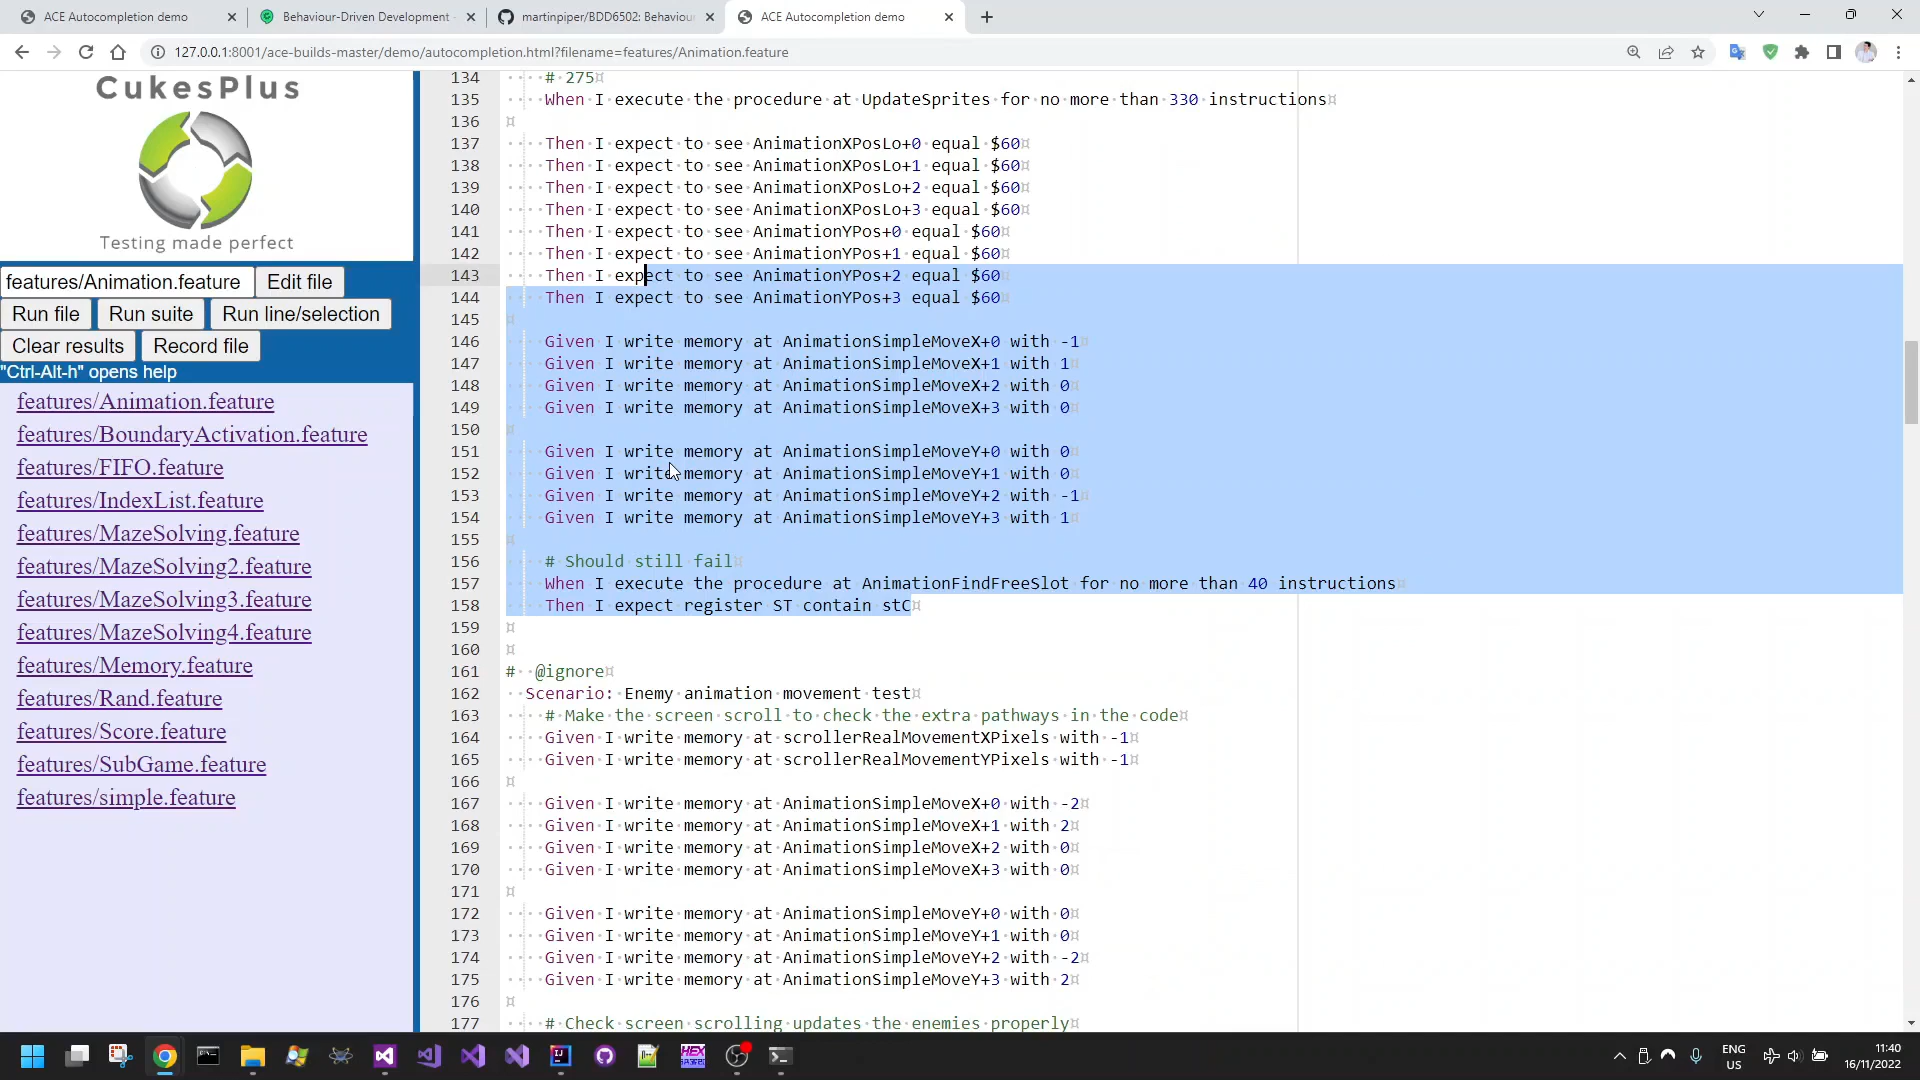 ACE Autocompletion demo
Behaviour-Driven Development -
martinpiper/BDD6502: Behaviour
ACE Autocompletion demo
127.0.0.1:8001/ace-builds-master/demo/autocompletion.html?filename=features/Animation.feature
CukesPlus
Testing made perfect
features/Animation.feature
Edit file
Run file
Run suite
Run line/selection
Clear results
Record file
"Ctrl-Alt-h" opens help
features/Animation.feature
features/BoundaryActivation.feature
features/FIFO.feature
features/IndexList.feature
features/MazeSolving.feature
features/MazeSolving2.feature
features/MazeSolving3.feature
features/MazeSolving4.feature
features/Memory.feature
features/Rand.feature
features/Score.feature
features/SubGame.feature
features/simple.feature
134 # 275
135 When I execute the procedure at UpdateSprites for no more than 330 instructions
136
137 Then I expect to see AnimationXPosLo+0 equal $60
138 Then I expect to see AnimationXPosLo+1 equal $60
139 Then I expect to see AnimationXPosLo+2 equal $60
140 Then I expect to see AnimationXPosLo+3 equal $60
141 Then I expect to see AnimationYPos+0 equal $60
142 Then I expect to see AnimationYPos+1 equal $60
143 Then I expect to see AnimationYPos+2 equal $60
144 Then I expect to see AnimationYPos+3 equal $60
145
146 Given I write memory at AnimationSimpleMoveX+0 with -1
147 Given I write memory at AnimationSimpleMoveX+1 with 1
148 Given I write memory at AnimationSimpleMoveX+2 with 0
149 Given I write memory at AnimationSimpleMoveX+3 with 0
150
151 Given I write memory at AnimationSimpleMoveY+0 with 0
152 Given I write memory at AnimationSimpleMoveY+1 with 0
153 Given I write memory at AnimationSimpleMoveY+2 with -1
154 Given I write memory at AnimationSimpleMoveY+3 with 1
155
156 # Should still fail
157 When I execute the procedure at AnimationFindFreeSlot for no more than 40 instructions
158 Then I expect register ST contain stC
159
160
161 # @ignore
162 Scenario: Enemy animation movement test
163 # Make the screen scroll to check the extra pathways in the code
164 Given I write memory at scrollerRealMovementXPixels with -1
165 Given I write memory at scrollerRealMovementYPixels with -1
166
167 Given I write memory at AnimationSimpleMoveX+0 with -2
168 Given I write memory at AnimationSimpleMoveX+1 with 2
169 Given I write memory at AnimationSimpleMoveX+2 with 0
170 Given I write memory at AnimationSimpleMoveX+3 with 0
171
172 Given I write memory at AnimationSimpleMoveY+0 with 0
173 Given I write memory at AnimationSimpleMoveY+1 with 0
174 Given I write memory at AnimationSimpleMoveY+2 with -2
175 Given I write memory at AnimationSimpleMoveY+3 with 2
176
177 # Check screen scrolling updates the enemies properly
HEX
ENG
US
11:40
16/11/2022